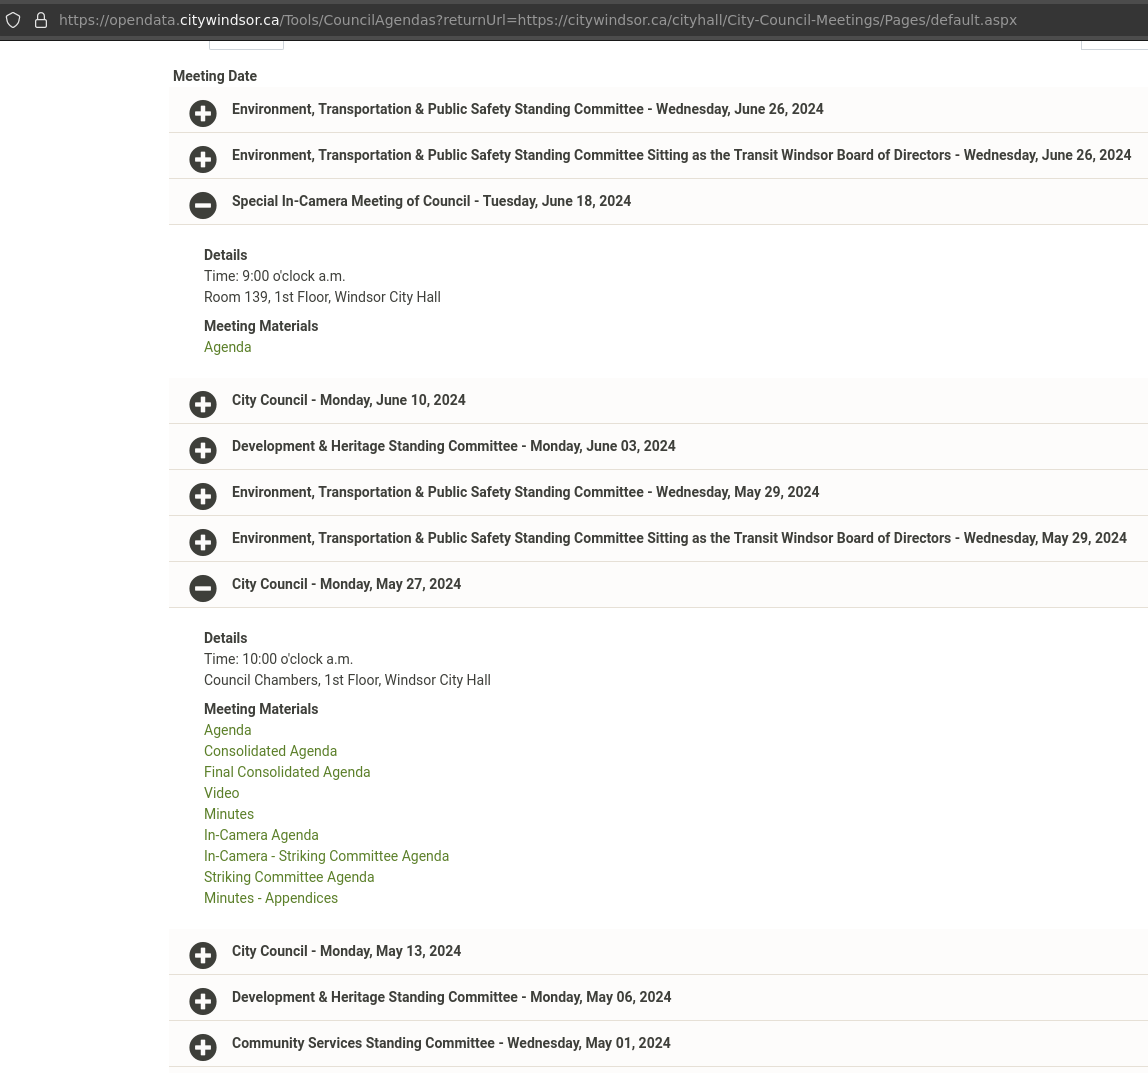 https://opendata.citywindsor.ca/Tools/CouncilAgendas?returnUrl=https://citywindsor.ca/cityhall/City-Council-Meetings/Pages/default.aspx
Meeting Date
Environment, Transportation & Public Safety Standing Committee - Wednesday, June 26, 2024
Environment, Transportation & Public Safety Standing Committee Sitting as the Transit Windsor Board of Directors - Wednesday, June 26, 2024
Special In-Camera Meeting of Council - Tuesday, June 18, 2024
Details
Time: 9:00 o'clock a.m.
Room 139, 1st Floor, Windsor City Hall
Meeting Materials
Agenda
City Council - Monday, June 10, 2024
Development & Heritage Standing Committee - Monday, June 03, 2024
Environment, Transportation & Public Safety Standing Committee - Wednesday, May 29, 2024
Environment, Transportation & Public Safety Standing Committee Sitting as the Transit Windsor Board of Directors - Wednesday, May 29, 2024
City Council - Monday, May 27, 2024
Details
Time: 10:00 o'clock a.m.
Council Chambers, 1st Floor, Windsor City Hall
Meeting Materials
Agenda
Consolidated Agenda
Final Consolidated Agenda
Video
Minutes
In-Camera Agenda
In-Camera - Striking Committee Agenda
Striking Committee Agenda
Minutes - Appendices
City Council - Monday, May 13, 2024
Development & Heritage Standing Committee - Monday, May 06, 2024
Community Services Standing Committee - Wednesday, May 01, 2024